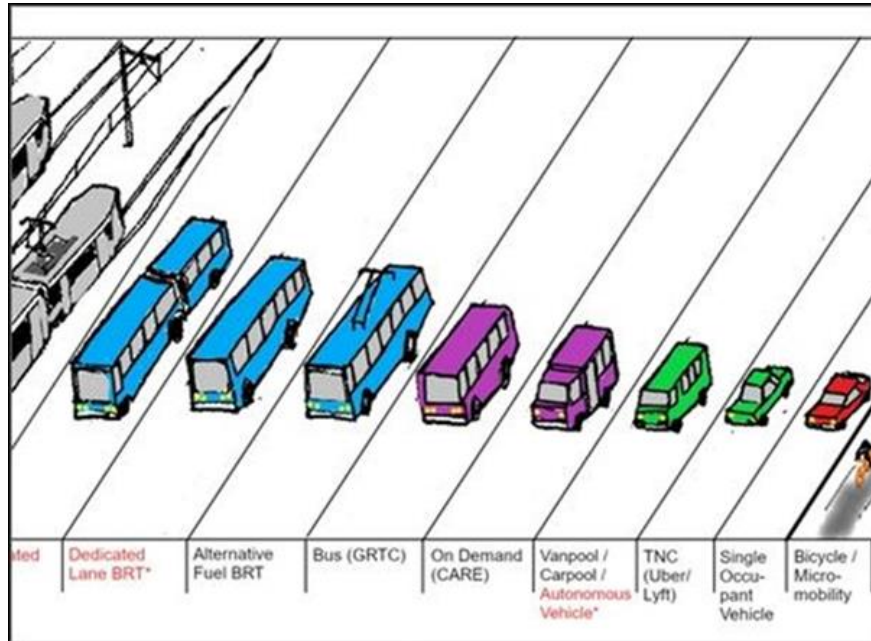 ated
Dedicated
Lane BRT*
Alternative
Fuel BRT
Bus (GRTC)
On Demand
(CARE)
Vanpool /
Carpool /
Autonomous
Vehicle*
TNC
(Uber/
Lyft)
Single
Occu-
pant
Vehicle
Bicycle /
Micro-
mobility